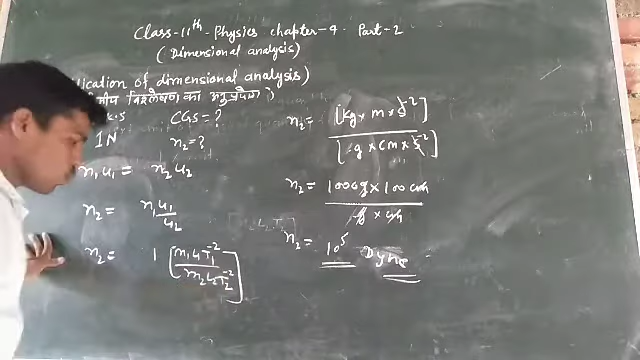 Class-11th Physics chapter-4 Part-2
(Dimensional analysis)
lication of dimensional analysis)
विश्लेषण का अनुप्रयोग)
CGS = ?
1N n₂ = ?
n₁u₁ = n₂u₂
n₂ = n₁u₁/u₂
n₂ = 1 [M₁L₁T₁⁻²/M₂L₂T₂⁻²]
n₂ = [kg × m × s⁻²]/[g × cm × s⁻²]
n₂ = 1000g × 100 cm/g × cm
n₂ = 10⁵ Dyne